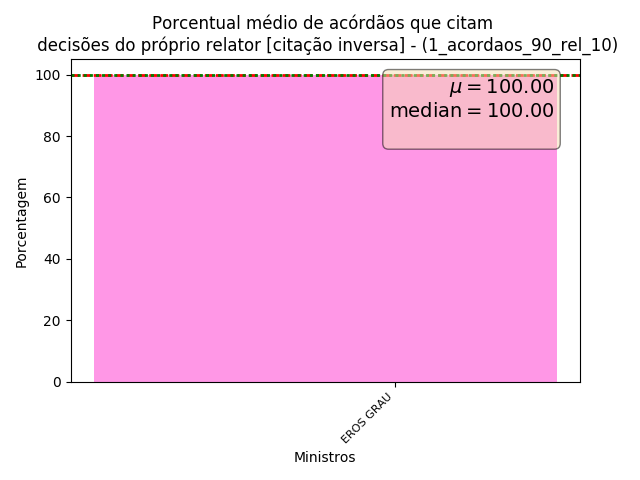 Porcentual médio de acórdãos que citam
decisões do próprio relator [citação inversa] - (1_acordaos_90_rel_10)
100
80
60
40
20
0
Porcentagem
μ = 100.00
median = 100.00
EROS GRAU
Ministros